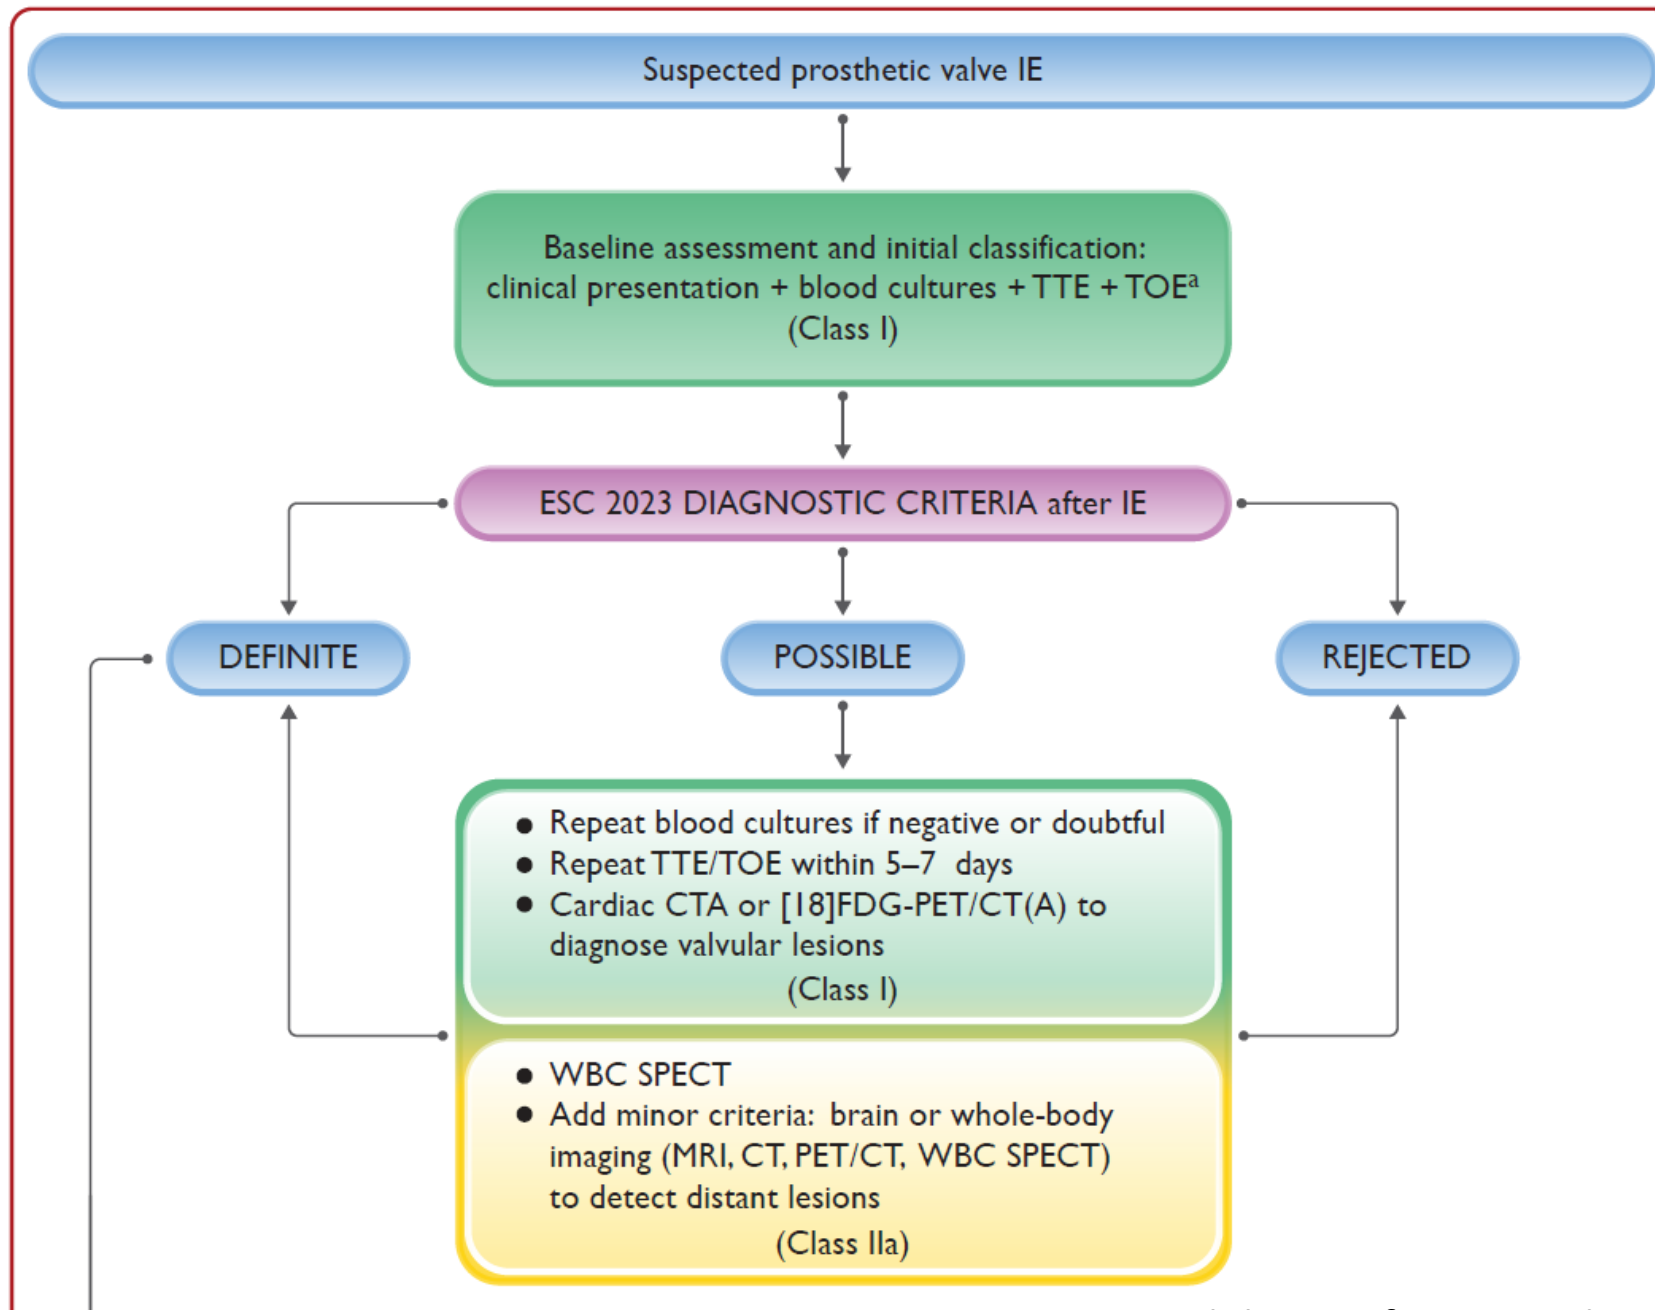 Suspected prosthetic valve IE
Baseline assessment and initial classification:
clinical presentation + blood cultures + TTE + TOEᵃ
(Class I)
ESC 2023 DIAGNOSTIC CRITERIA after IE
DEFINITE
POSSIBLE
REJECTED
● Repeat blood cultures if negative or doubtful
● Repeat TTE/TOE within 5–7 days
● Cardiac CTA or [18]FDG-PET/CT(A) to
diagnose valvular lesions
(Class I)
● WBC SPECT
● Add minor criteria: brain or whole-body
imaging (MRI, CT, PET/CT, WBC SPECT)
to detect distant lesions
(Class IIa)